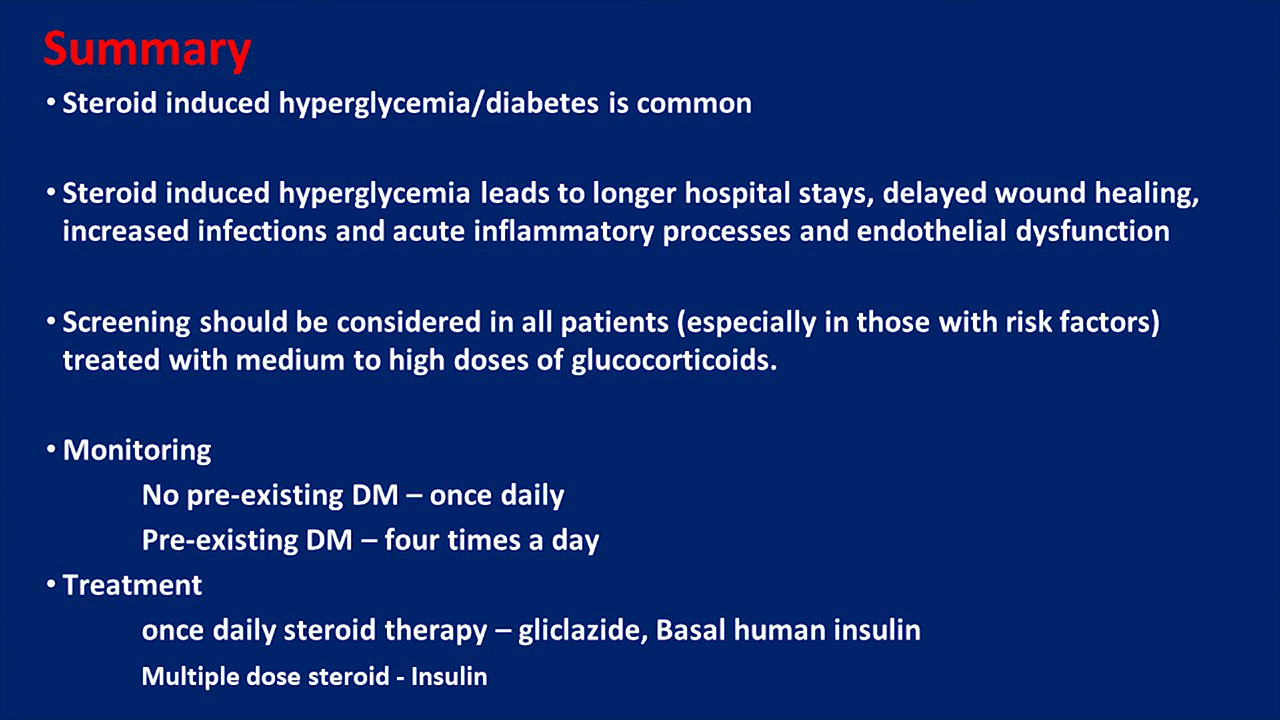 Summary
• Steroid induced hyperglycemia/diabetes is common
• Steroid induced hyperglycemia leads to longer hospital stays, delayed wound healing,
increased infections and acute inflammatory processes and endothelial dysfunction
• Screening should be considered in all patients (especially in those with risk factors)
treated with medium to high doses of glucocorticoids.
• Monitoring
No pre-existing DM – once daily
Pre-existing DM – four times a day
• Treatment
once daily steroid therapy – gliclazide, Basal human insulin
Multiple dose steroid - Insulin